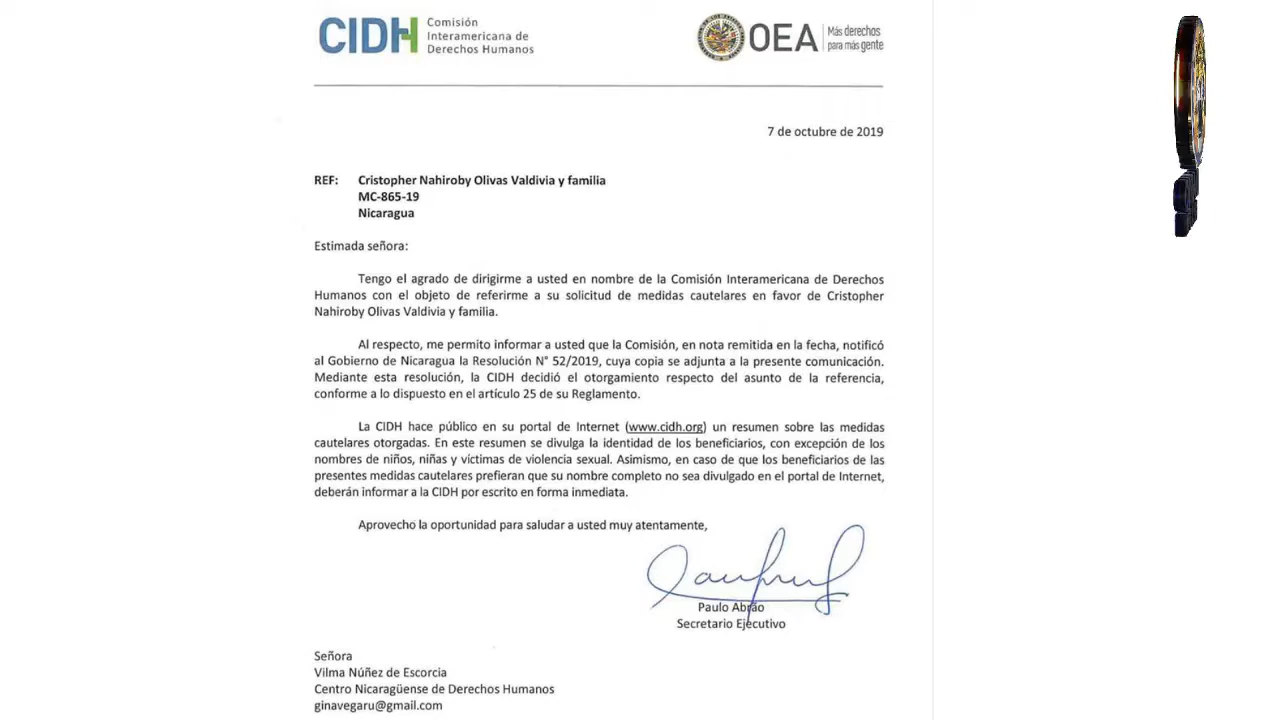 CIDH
Comisión
Interamericana de
Derechos Humanos
OEA
Más derechos
para más gente
7 de octubre de 2019
REF: Cristopher Nahiroby Olivas Valdivia y familia
MC-865-19
Nicaragua
Estimada señora:
Tengo el agrado de dirigirme a usted en nombre de la Comisión Interamericana de Derechos
Humanos con el objeto de referirme a su solicitud de medidas cautelares en favor de Cristopher
Nahiroby Olivas Valdivia y familia.
Al respecto, me permito informar a usted que la Comisión, en nota remitida en la fecha, notificó
al Gobierno de Nicaragua la Resolución N° 52/2019, cuya copia se adjunta a la presente comunicación.
Mediante esta resolución, la CIDH decidió el otorgamiento respecto del asunto de la referencia,
conforme a lo dispuesto en el artículo 25 de su Reglamento.
La CIDH hace público en su portal de Internet (www.cidh.org) un resumen sobre las medidas
cautelares otorgadas. En este resumen se divulga la identidad de los beneficiarios, con excepción de los
nombres de niños, niñas y víctimas de violencia sexual. Asimismo, en caso de que los beneficiarios de las
presentes medidas cautelares prefieran que su nombre completo no sea divulgado en el portal de Internet,
deberán informar a la CIDH por escrito en forma inmediata.
Aprovecho la oportunidad para saludar a usted muy atentamente,
Paulo Abrão
Secretario Ejecutivo
Señora
Vilma Núñez de Escorcia
Centro Nicaragüense de Derechos Humanos
ginavegaru@gmail.com